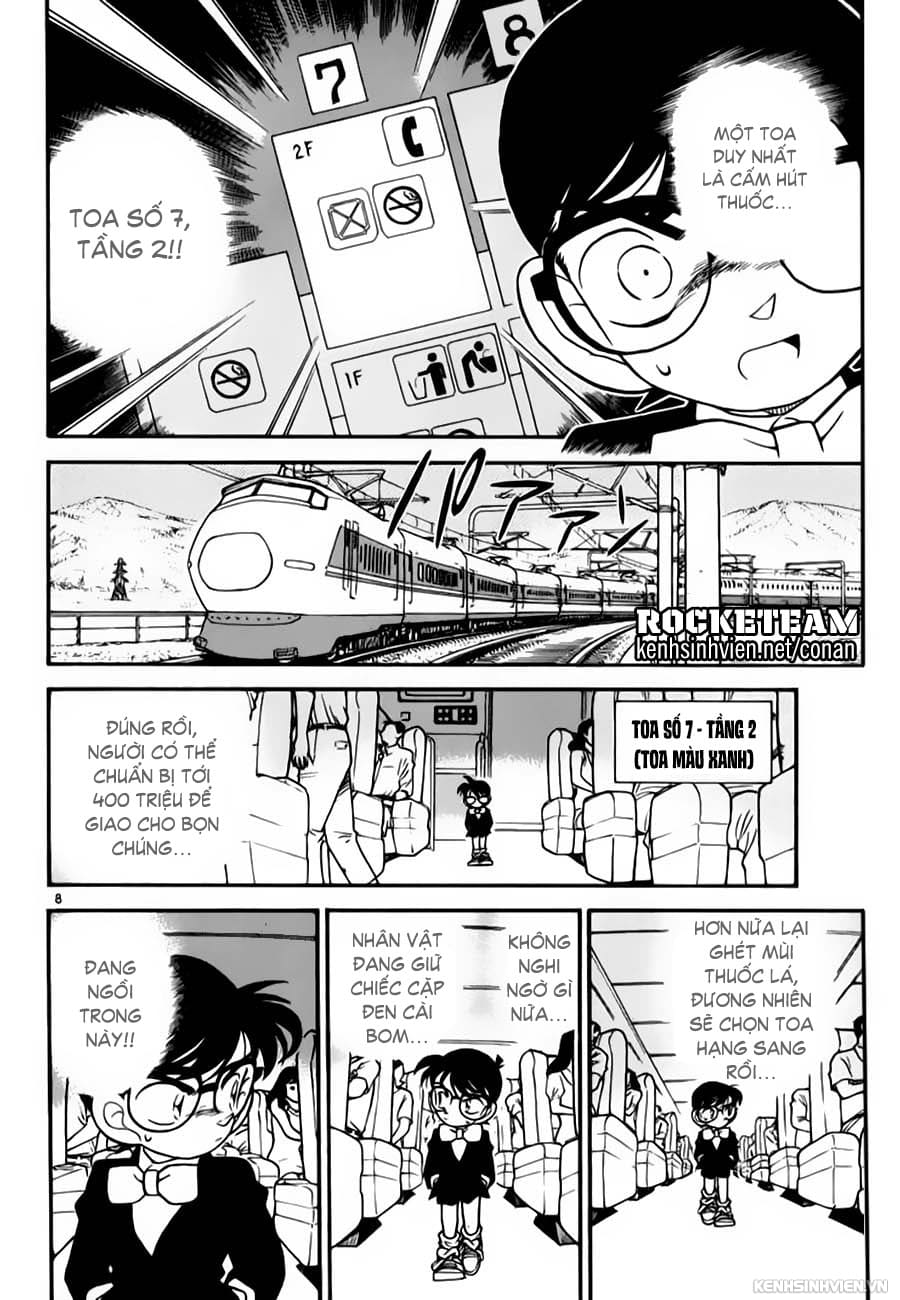 MỘT TOA
DUY NHẤT
LÀ CẤM HÚT
THUỐC...
7
8
2F
1F
TOA SỐ 7,
TẦNG 2!!
パァァァ
ROCKETEAM
kenhsinhvien.net/conan
TOA SỐ 7 - TẦNG 2
(TOA MÀU XANH)
ĐÚNG RỒI,
NGƯỜI CÓ THỂ
CHUẨN BỊ TỚI
400 TRIỆU ĐỂ
GIAO CHO BỌN
CHÚNG...
8
HƠN NỮA LẠI
GHÉT MÙI
THUỐC LÁ,
ĐƯƠNG NHIÊN
SẼ CHỌN TOA
HẠNG SANG
RỒI...
KHÔNG
NGHI
NGỜ GÌ
NỮA...
NHÂN VẬT
ĐANG GIỮ
CHIẾC CẶP
ĐEN CÀI
BOM...
ĐANG
NGỒI
TRONG
NÀY!!
KENHSINHVIEN.VN